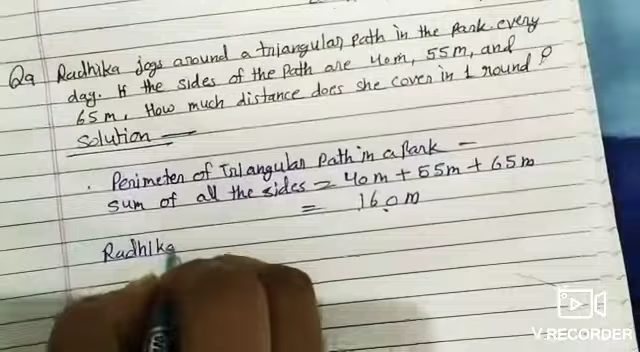 Q9 Radhika jogs around a triangular path in the park every
day. If the sides of the Path are 40m, 55m, and
65m, How much distance does she cover in 1 round?
Solution —
Perimeter of Triangular Path in a Park -
sum of all the sides = 40m + 55m + 65m
= 160m
Radhika
V RECORDER